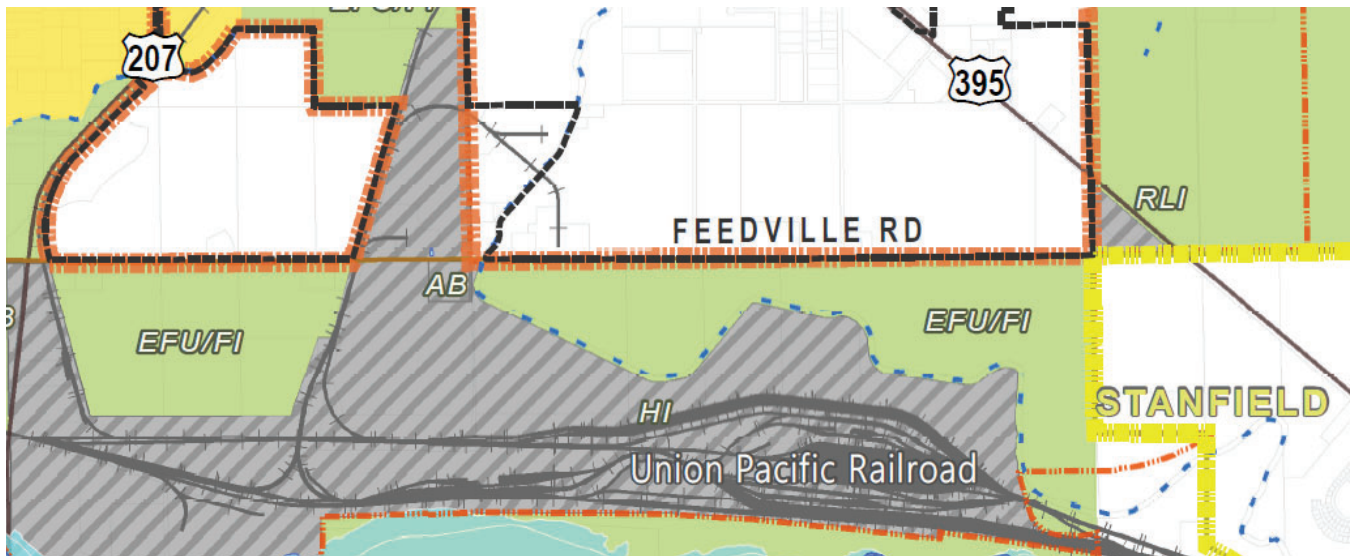 207
395
RLI
FEEDVILLE RD
AB
EFU/FI
EFU/FI
STANFIELD
HI
Union Pacific Railroad